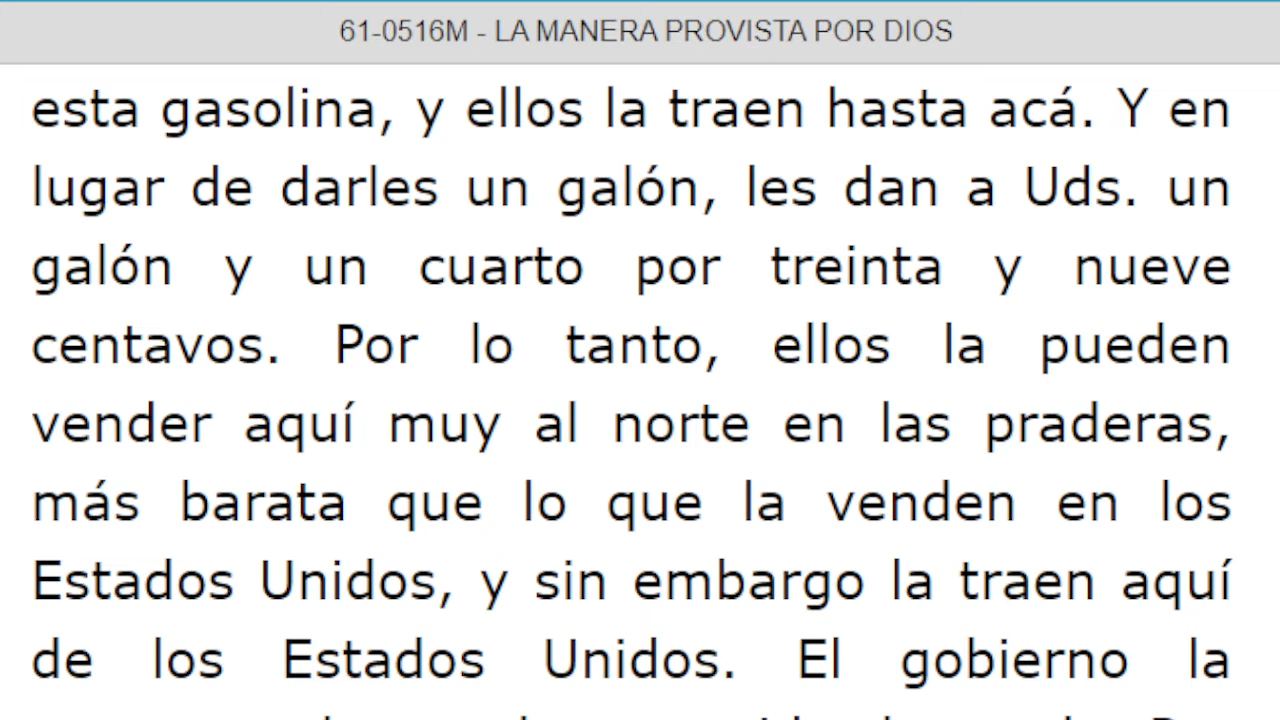 61-0516M - LA MANERA PROVISTA POR DIOS
esta gasolina, y ellos la traen hasta acá. Y en
lugar de darles un galón, les dan a Uds. un
galón y un cuarto por treinta y nueve
centavos. Por lo tanto, ellos la pueden
vender aquí muy al norte en las praderas,
más barata que lo que la venden en los
Estados Unidos, y sin embargo la traen aquí
de los Estados Unidos. El gobierno la